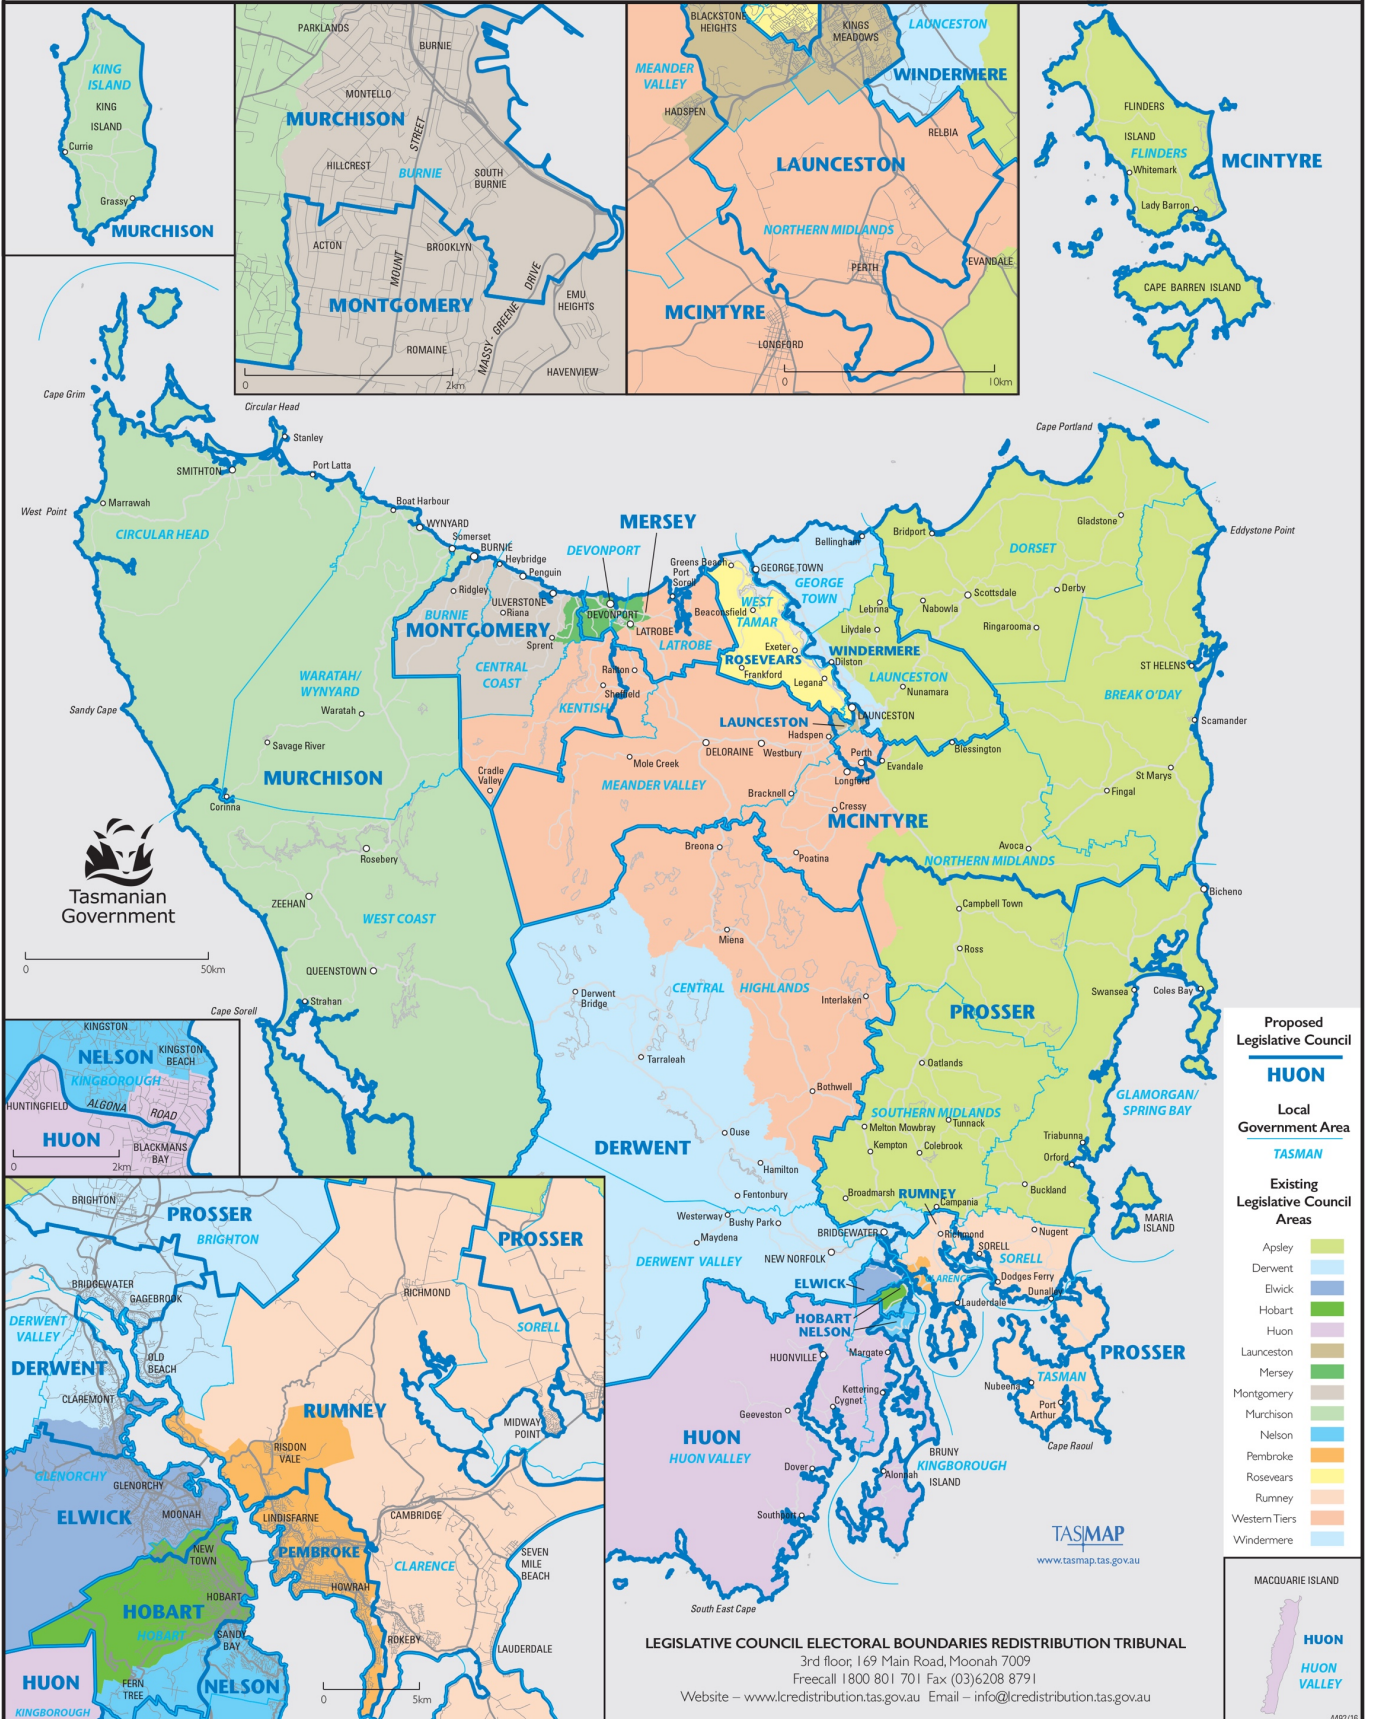 KING
ISLAND
KING
ISLAND
Currie
Grassy
MURCHISON
PARKLANDS
BURNIE
MONTELLO
MURCHISON
STREET
HILLCREST
BURNIE
SOUTH
BURNIE
ACTON
MOUNT
BROOKLYN
DRIVE
MONTGOMERY
EMU
HEIGHTS
MASSY - GREENE
ROMAINE
HAVENVIEW
0
2km
BLACKSTONE
HEIGHTS
KINGS
MEADOWS
LAUNCESTON
MEANDER
VALLEY
WINDERMERE
HADSPEN
RELBIA
LAUNCESTON
NORTHERN MIDLANDS
PERTH
EVANDALE
MCINTYRE
LONGFORD
0
10km
FLINDERS
ISLAND
FLINDERS
MCINTYRE
Whitemark
Lady Barron
CAPE BARREN ISLAND
Cape Grim
Circular Head
Stanley
SMITHTON
Port Latta
West Point
Marrawah
Boat Harbour
CIRCULAR HEAD
WYNYARD
Somerset
BURNIE
Heybridge
Penguin
Ridgley
ULVERSTONE
Riana
BURNIE
MONTGOMERY
Sprent
CENTRAL
COAST
MERSEY
DEVONPORT
DEVONPORT
LATROBE
LATROBE
Railton
Sheffield
KENTISH
Greens Beach
Port
Sorell
Beaconsfield
WEST
TAMAR
GEORGE TOWN
GEORGE
TOWN
Bellingham
Exeter
ROSEVEARS
Frankford
Legana
WINDERMERE
Dilston
Lebrina
Lilydale
LAUNCESTON
Nunamara
LAUNCESTON
LAUNCESTON
Hadspen
Cape Portland
Bridport
Gladstone
Eddystone Point
DORSET
Scottsdale
Nabowla
Derby
Ringarooma
ST HELENS
BREAK O'DAY
Scamander
Blessington
St Marys
Fingal
Avoca
NORTHERN MIDLANDS
Bicheno
WARATAH/
WYNYARD
Waratah
Sandy Cape
Savage River
MURCHISON
Corinna
Cradle
Valley
Mole Creek
DELORAINE
Westbury
MEANDER VALLEY
Bracknell
Perth
Longford
Evandale
Cressy
MCINTYRE
Breona
Poatina
Rosebery
ZEEHAN
WEST COAST
QUEENSTOWN
Strahan
Cape Sorell
Tasmanian
Government
0
50km
Miena
CENTRAL HIGHLANDS
Derwent
Bridge
Interlaken
Tarraleah
Bothwell
DERWENT
Ouse
Hamilton
Fentonbury
Westerway
Bushy Park
Maydena
DERWENT VALLEY
NEW NORFOLK
Campbell Town
Ross
Swansea
Coles Bay
PROSSER
Oatlands
GLAMORGAN/
SPRING BAY
SOUTHERN MIDLANDS
Melton Mowbray
Tunnack
Kempton
Colebrook
Triabunna
Orford
Broadmarsh
RUMNEY
Campania
Buckland
MARIA
ISLAND
BRIDGEWATER
Richmond
Nugent
SORELL
SORELL
ELWICK
CLARENCE
Dodges Ferry
Dunalley
Lauderdale
HOBART
NELSON
HUONVILLE
Margate
PROSSER
TASMAN
Nubeena
Port
Arthur
Cape Raoul
Kettering
Cygnet
Geeveston
HUON
HUON VALLEY
BRUNY
KINGBOROUGH
ISLAND
Dover
Alonnah
Southport
South East Cape
KINGSTON
NELSON
KINGSTON
BEACH
KINGBOROUGH
HUNTINGFIELD
ALGONA
ROAD
HUON
BLACKMANS
BAY
0
2km
BRIGHTON
PROSSER
BRIGHTON
PROSSER
BRIDGEWATER
GAGEBROOK
RICHMOND
DERWENT
VALLEY
SORELL
DERWENT
OLD
BEACH
CLAREMONT
RUMNEY
MIDWAY
POINT
RISDON
VALE
GLENORCHY
GLENORCHY
ELWICK
MOONAH
LINDISFARNE
CAMBRIDGE
NEW
TOWN
PEMBROKE
CLARENCE
SEVEN
MILE
BEACH
HOWRAH
HOBART
HOBART
HOBART
SANDY
BAY
ROKEBY
LAUDERDALE
HUON
FERN
TREE
NELSON
KINGBOROUGH
0
5km
Proposed
Legislative Council
HUON
Local
Government Area
TASMAN
Existing
Legislative Council
Areas
Apsley
Derwent
Elwick
Hobart
Huon
Launceston
Mersey
Montgomery
Murchison
Nelson
Pembroke
Rosevears
Rumney
Western Tiers
Windermere
TASMAP
www.tasmap.tas.gov.au
MACQUARIE ISLAND
HUON
HUON
VALLEY
LEGISLATIVE COUNCIL ELECTORAL BOUNDARIES REDISTRIBUTION TRIBUNAL
3rd floor, 169 Main Road, Moonah 7009
Freecall 1800 801 701 Fax (03)6208 8791
Website – www.lcredistribution.tas.gov.au Email – info@lcredistribution.tas.gov.au